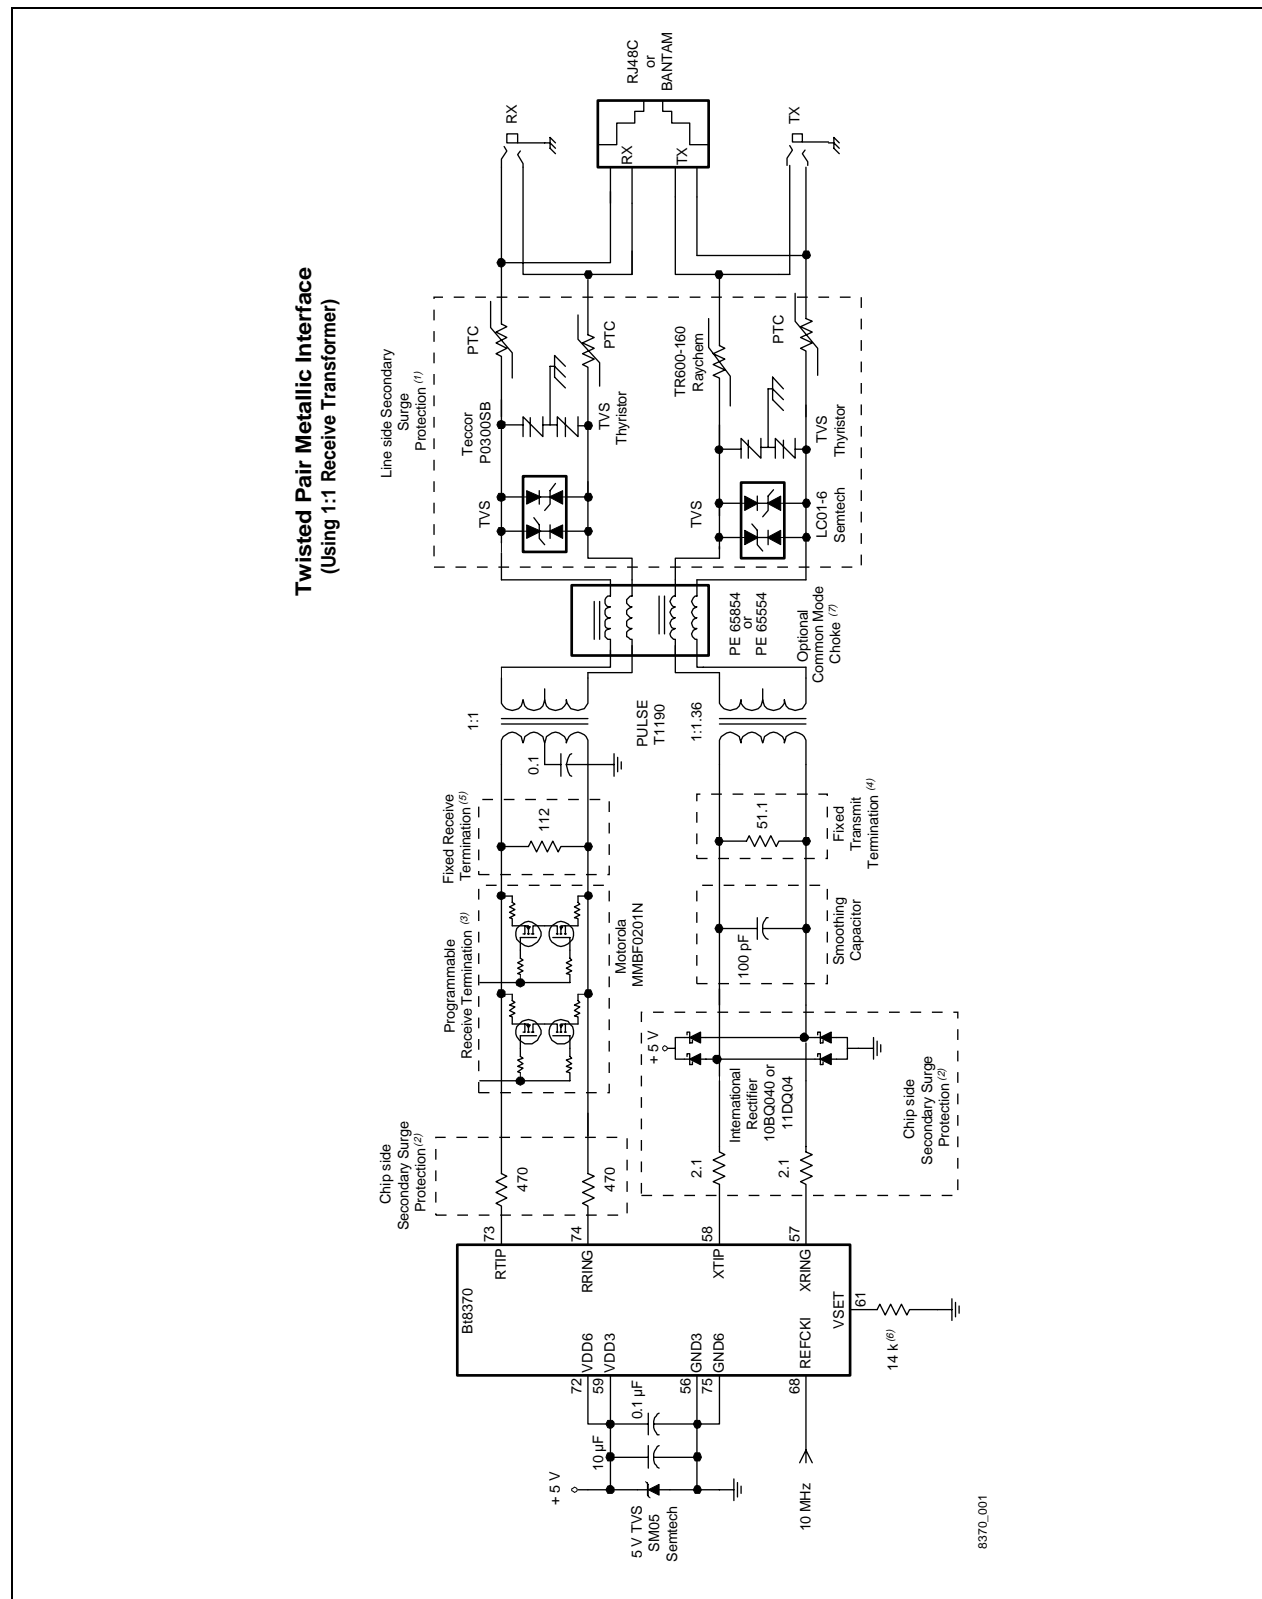 Twisted Pair Metallic Interface
(Using 1:1 Receive Transformer)
Bt8370
RTIP
73
RRING
74
XTIP
58
XRING
57
VDD6
72
VDD3
59
GND3
56
GND6
75
REFCKI
68
VSET
61
14 k (6)
+ 5 V
10 µF
0.1 µF
5 V TVS
SM05
Semtech
10 MHz
Chip side
Secondary Surge
Protection (2)
470
470
Programmable
Receive Termination (3)
Motorola
MMBF0201N
Fixed Receive
Termination (5)
112
0.1
1:1
PULSE
T1190
1:1.36
2.1
2.1
International
Rectifier
10BQ040 or
11DQ04
+ 5 V
Chip side
Secondary Surge
Protection (2)
100 pF
Smoothing
Capacitor
51.1
Fixed
Transmit
Termination (4)
PE 65854
or
PE 65554
Optional
Common Mode
Choke (7)
Line side Secondary
Surge
Protection (1)
TVS
Teccor
P0300SB
PTC
TVS
Thyristor
PTC
TVS
TR600-160
Raychem
LC01-6
Semtech
TVS
Thyristor
PTC
RX
RJ48C
or
BANTAM
RX
TX
TX
8370_001